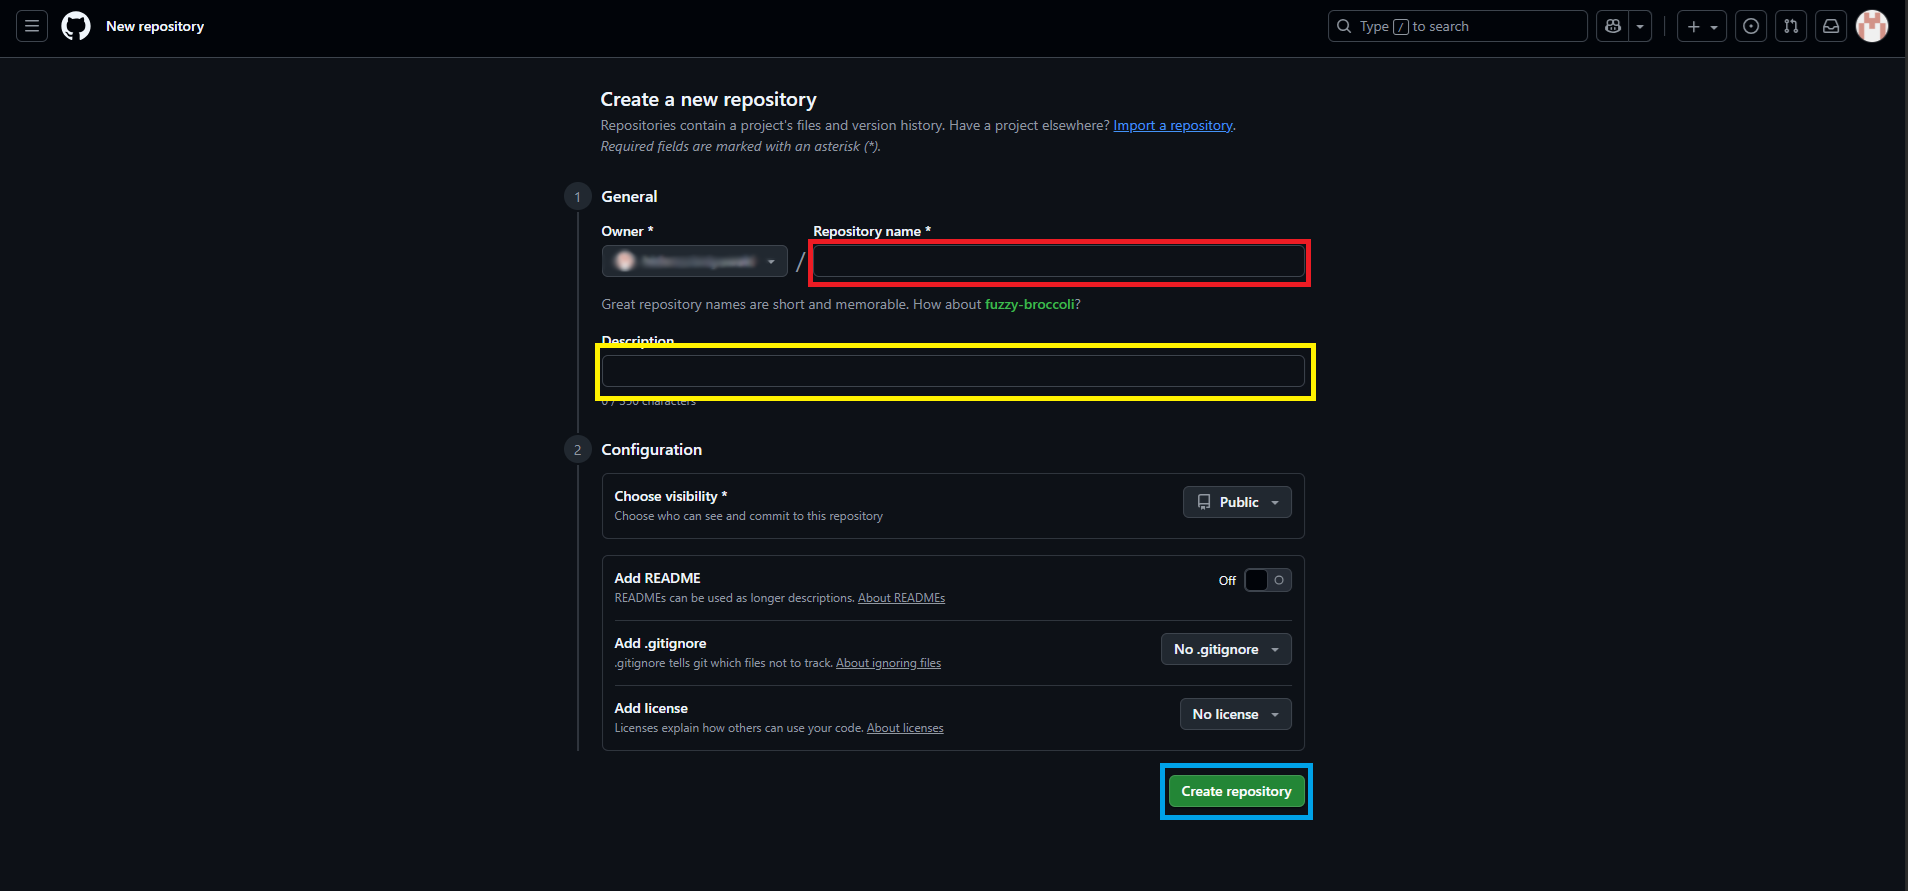 New repository
Type / to search
Create a new repository
Repositories contain a project's files and version history. Have a project elsewhere? Import a repository.
Required fields are marked with an asterisk (*).
1 General
Owner *
Repository name *
/
Great repository names are short and memorable. How about fuzzy-broccoli?
Description
0 / 350 characters
2 Configuration
Choose visibility *
Choose who can see and commit to this repository
Public
Add README
READMEs can be used as longer descriptions. About READMEs
Off
Add .gitignore
.gitignore tells git which files not to track. About ignoring files
No .gitignore
Add license
Licenses explain how others can use your code. About licenses
No license
Create repository